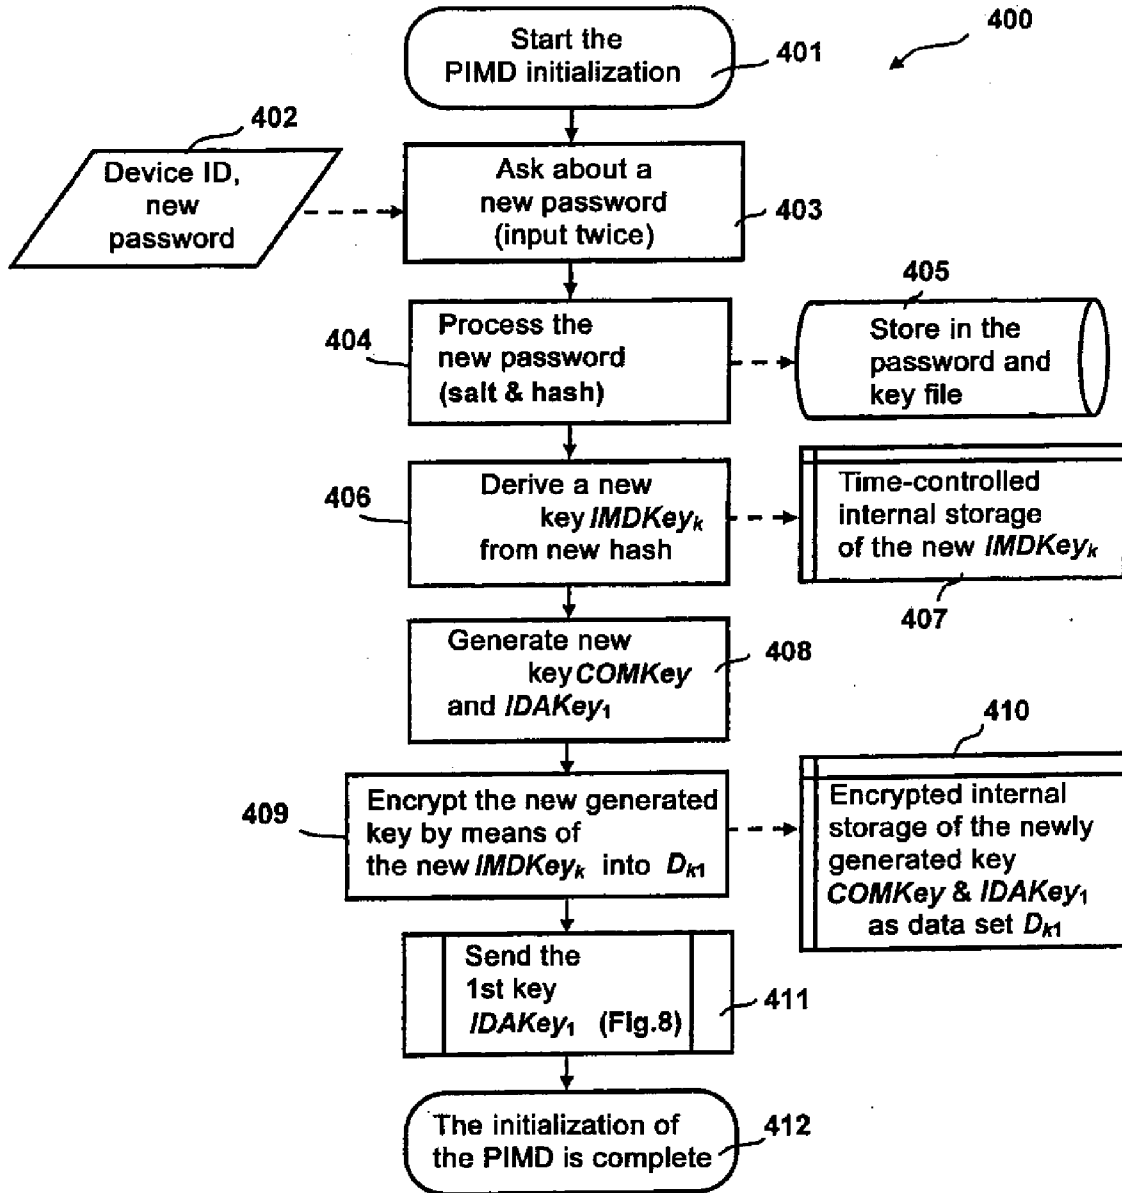 400
Start the
PIMD initialization
401
402
Device ID,
new
password
Ask about a
new password
(input twice)
403
404
Process the
new password
(salt & hash)
405
Store in the
password and
key file
406
Derive a new
key IMDKeyₖ
from new hash
Time-controlled
internal storage
of the new IMDKeyₖ
407
Generate new
key COMKey
and IDAKey₁
408
409
Encrypt the new generated
key by means of
the new IMDKeyₖ into Dₖ₁
410
Encrypted internal
storage of the newly
generated key
COMKey & IDAKey₁
as data set Dₖ₁
Send the
1st key
IDAKey₁ (Fig.8)
411
The initialization of
the PIMD is complete
412